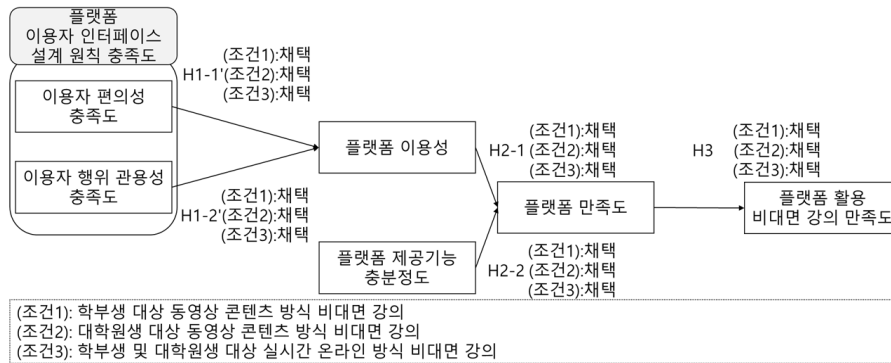 플랫폼
이용자 인터페이스
설계 원칙 충족도
이용자 편의성
충족도
이용자 행위 관용성
충족도
(조건1):채택
H1-1'(조건2):채택
(조건3):채택
(조건1):채택
H1-2'(조건2):채택
(조건3):채택
플랫폼 이용성
플랫폼 제공기능
충분정도
(조건1):채택
H2-1 (조건2):채택
(조건3):채택
플랫폼 만족도
(조건1):채택
H2-2 (조건2):채택
(조건3):채택
(조건1):채택
H3 (조건2):채택
(조건3):채택
플랫폼 활용
비대면 강의 만족도
(조건1): 학부생 대상 동영상 콘텐츠 방식 비대면 강의
(조건2): 대학원생 대상 동영상 콘텐츠 방식 비대면 강의
(조건3): 학부생 및 대학원생 대상 실시간 온라인 방식 비대면 강의